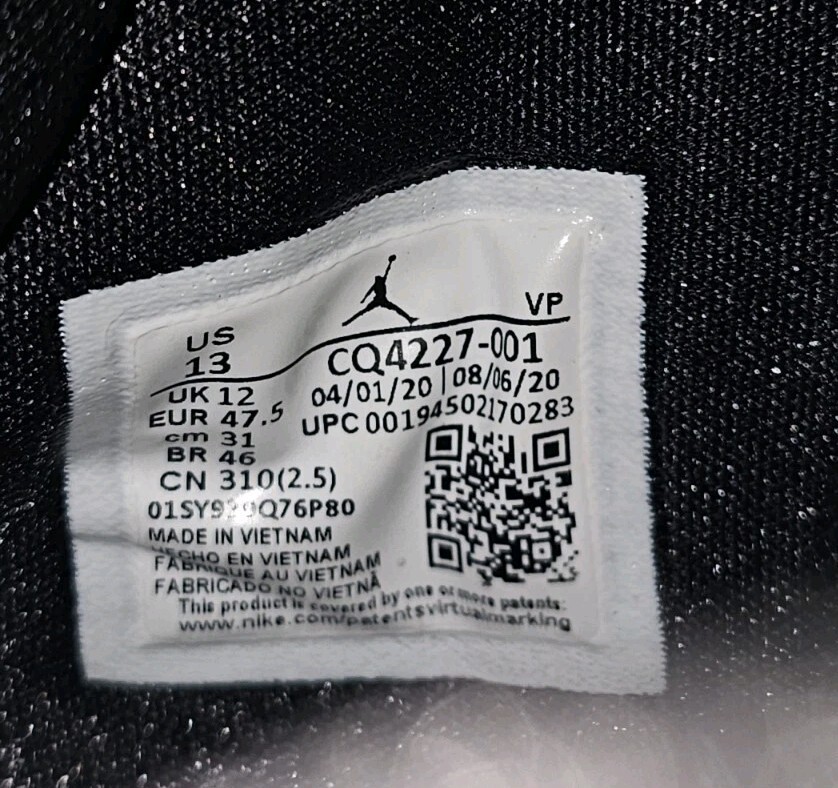 VP
US
13
CQ4227-001
UK 12
04/01/20 | 08/06/20
EUR 47.5
UPC 00194502170283
cm 31
BR 46
CN 310(2.5)
MADE IN VIETNAM
HECHO EN VIETNAM
FABRIQUE AU VIETNAM
FABRICADO NO VIETNÃ
This product is covered by one or more patents:
www.nike.com/patentsvirtualmarking